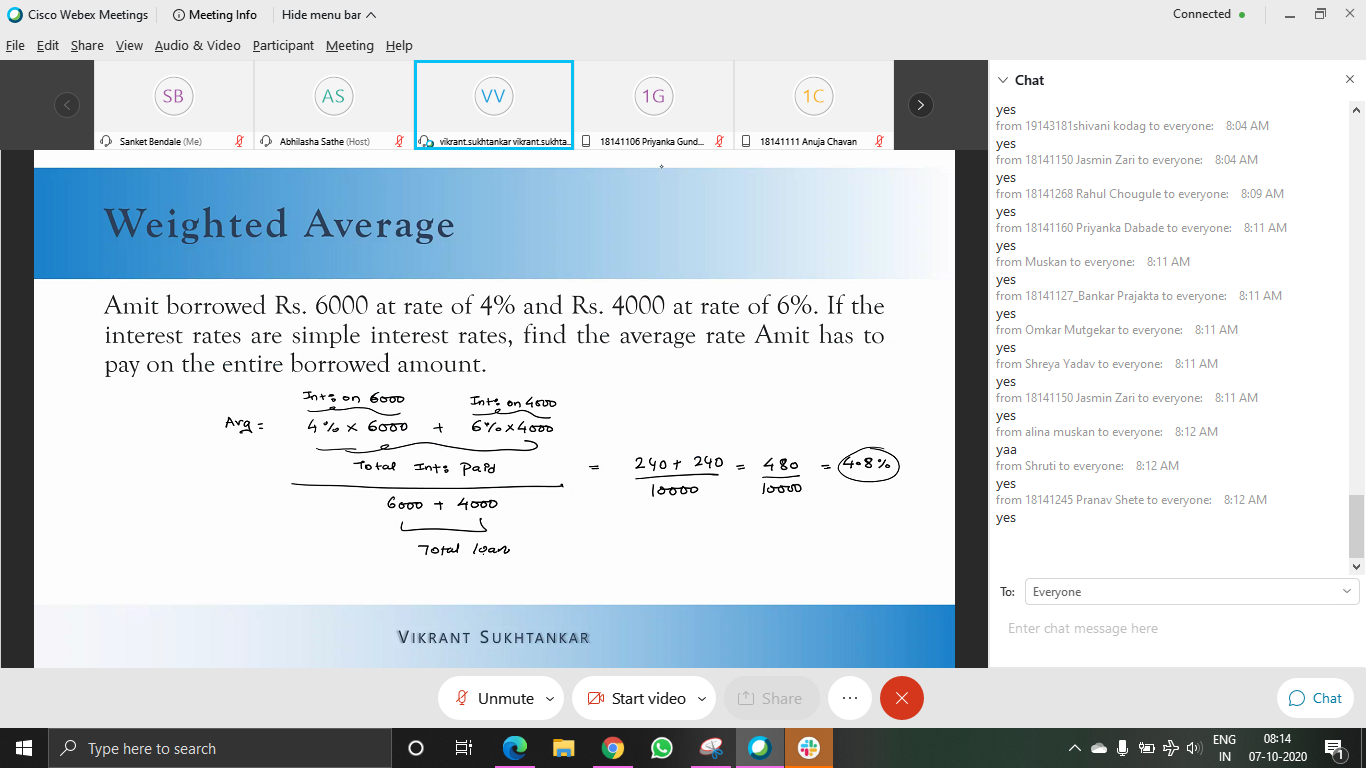 Cisco Webex Meetings
Meeting Info
Hide menu bar
Connected
File Edit Share View Audio & Video Participant Meeting Help
SB
AS
VV
1G
1C
Sanket Bendale (Me)
Abhilasha Sathe (Host)
vikrant.sukhtankar vikrant.sukhta...
18141106 Priyanka Gund...
18141111 Anuja Chavan
Weighted Average
Amit borrowed Rs. 6000 at rate of 4% and Rs. 4000 at rate of 6%. If the
interest rates are simple interest rates, find the average rate Amit has to
pay on the entire borrowed amount.
Int: on 6000 Int: on 4000
Avg = 4% × 6000 + 6% × 4000
Total Int: Paid = 240 + 240 = 480 = 4.8%
10000 10000
6000 + 4000
Total loan
VIKRANT SUKHTANKAR
Chat
yes
from 19143181shivani kodag to everyone: 8:04 AM
yes
from 18141150 Jasmin Zari to everyone: 8:04 AM
yes
from 18141268 Rahul Chougule to everyone: 8:09 AM
yes
from 18141160 Priyanka Dabade to everyone: 8:11 AM
yes
from Muskan to everyone: 8:11 AM
yes
from 18141127_Bankar Prajakta to everyone: 8:11 AM
yes
from Omkar Mutgekar to everyone: 8:11 AM
yes
from Shreya Yadav to everyone: 8:11 AM
yes
from 18141150 Jasmin Zari to everyone: 8:11 AM
yes
from alina muskan to everyone: 8:12 AM
yaa
from Shruti to everyone: 8:12 AM
yes
from 18141245 Pranav Shete to everyone: 8:12 AM
yes
To: Everyone
Enter chat message here
Unmute
Start video
Share
Chat
Type here to search
ENG
IN
08:14
07-10-2020
1